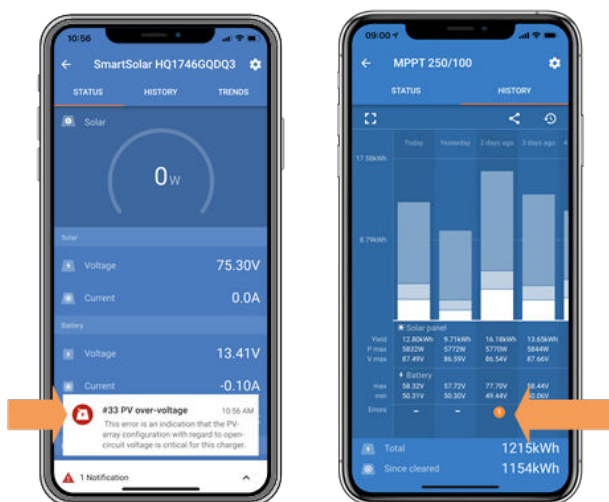 10:56
SmartSolar HQ1746GQDQ3
STATUS HISTORY TRENDS
Solar
0W
Solar
Voltage 75.30V
Current 0.0A
Battery
Voltage 13.41V
Current -0.10A
#33 PV over-voltage 10:56 AM
This error is an indication that the PV-
array configuration with regard to open-
circuit voltage is critical for this charger.
1 Notification
09:00
MPPT 250/100
STATUS HISTORY
Today Yesterday 2 days ago 3 days ago 4
17.58kWh
8.79kWh
Solar panel
Yield 12.80kWh 9.71kWh 16.18kWh 13.65kWh
P max 5832W 5772W 5770W 5844W
V max 87.49V 86.59V 86.54V 87.66V
Battery
max 58.32V 57.72V 77.70V 58.44V
min 50.31V 50.30V 49.44V 50.06V
Errors - - 1
Total 1215kWh
Since cleared 1154kWh